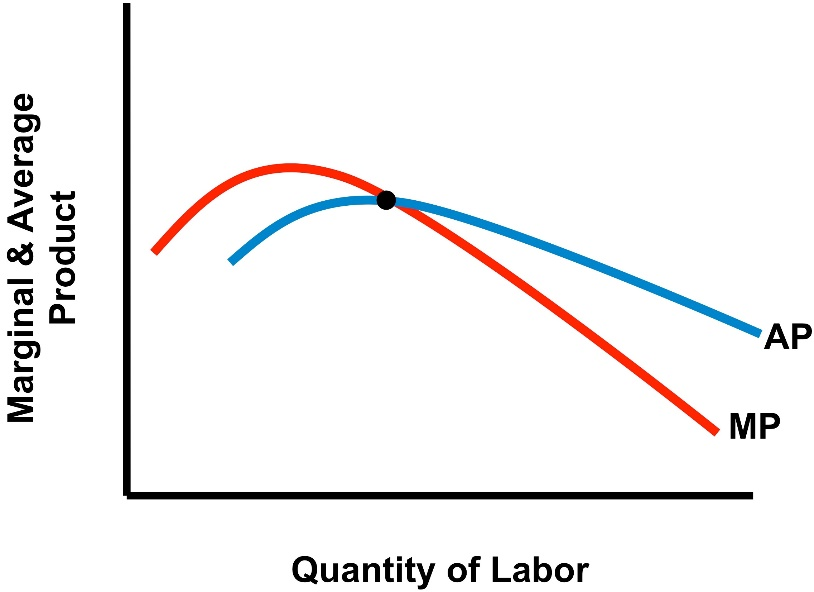 Marginal & Average
Product
AP
MP
Quantity of Labor